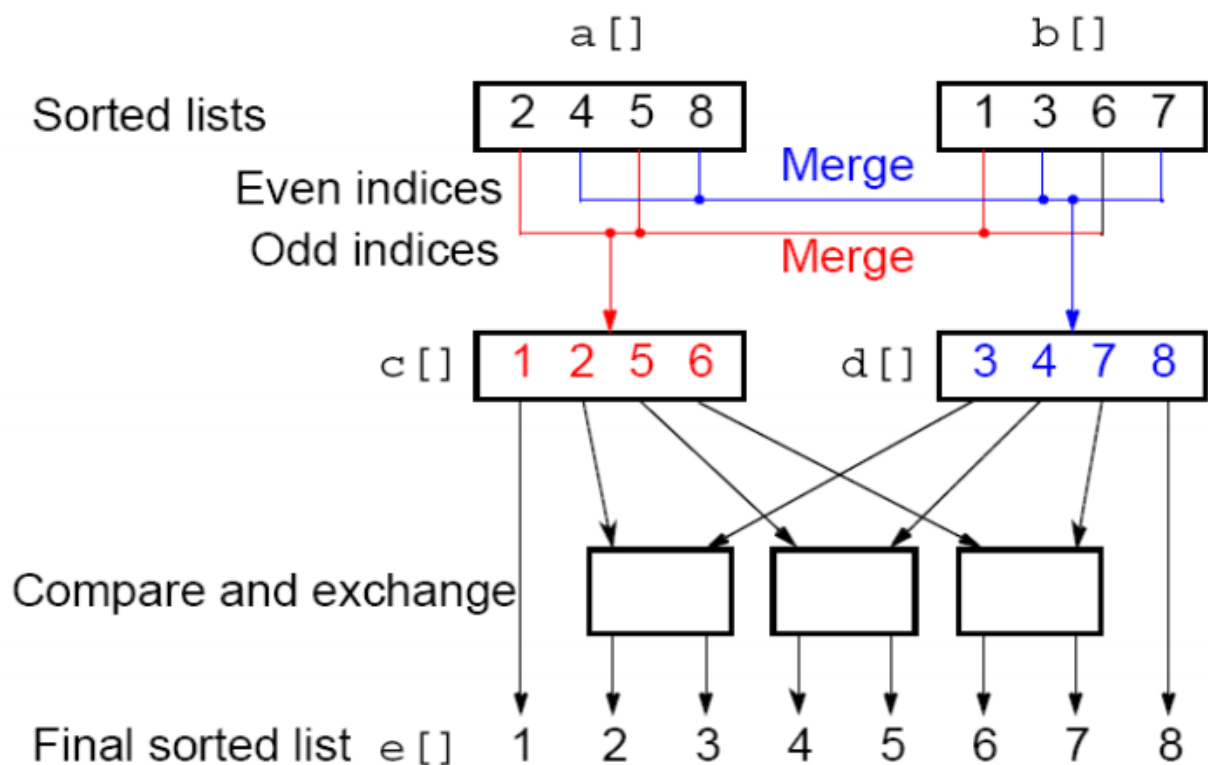 a[] b[]
Sorted lists 2 4 5 8 1 3 6 7
Merge
Even indices
Odd indices Merge
c[] 1 2 5 6 d[] 3 4 7 8
Compare and exchange
Final sorted list e[] 1 2 3 4 5 6 7 8